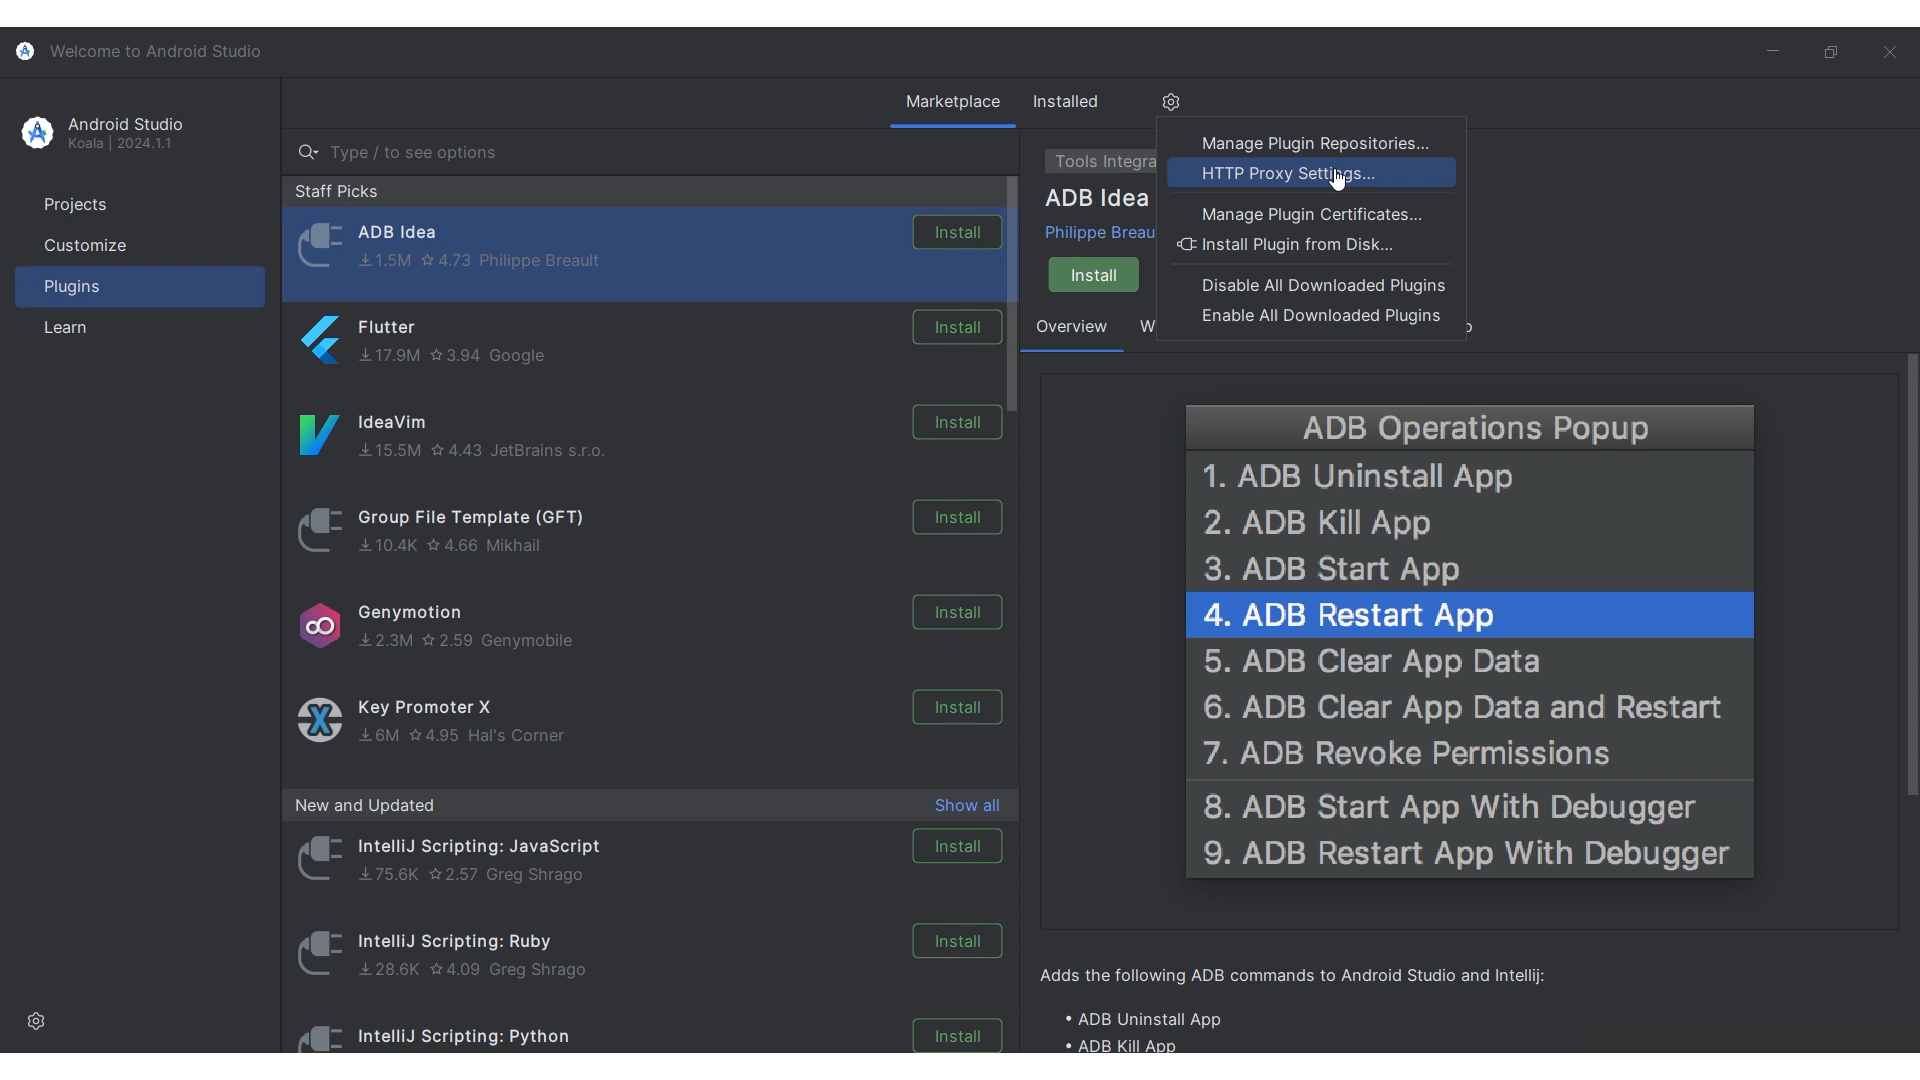 Welcome to Android Studio
Android Studio
Koala | 2024.1.1
Projects
Customize
Plugins
Learn
Marketplace
Installed
Type / to see options
Staff Picks
ADB Idea
1.5M 4.73 Philippe Breault
Install
Flutter
17.9M 3.94 Google
Install
IdeaVim
15.5M 4.43 JetBrains s.r.o.
Install
Group File Template (GFT)
10.4K 4.66 Mikhail
Install
Genymotion
2.3M 2.59 Genymobile
Install
Key Promoter X
6M 4.95 Hal's Corner
Install
New and Updated
Show all
IntelliJ Scripting: JavaScript
75.6K 2.57 Greg Shrago
Install
IntelliJ Scripting: Ruby
28.6K 4.09 Greg Shrago
Install
IntelliJ Scripting: Python
Install
Tools Integra
ADB Idea
Philippe Breau
Install
Overview
W
Manage Plugin Repositories...
HTTP Proxy Settings...
Manage Plugin Certificates...
Install Plugin from Disk...
Disable All Downloaded Plugins
Enable All Downloaded Plugins
ADB Operations Popup
1. ADB Uninstall App
2. ADB Kill App
3. ADB Start App
4. ADB Restart App
5. ADB Clear App Data
6. ADB Clear App Data and Restart
7. ADB Revoke Permissions
8. ADB Start App With Debugger
9. ADB Restart App With Debugger
Adds the following ADB commands to Android Studio and Intellij:
• ADB Uninstall App
• ADB Kill App